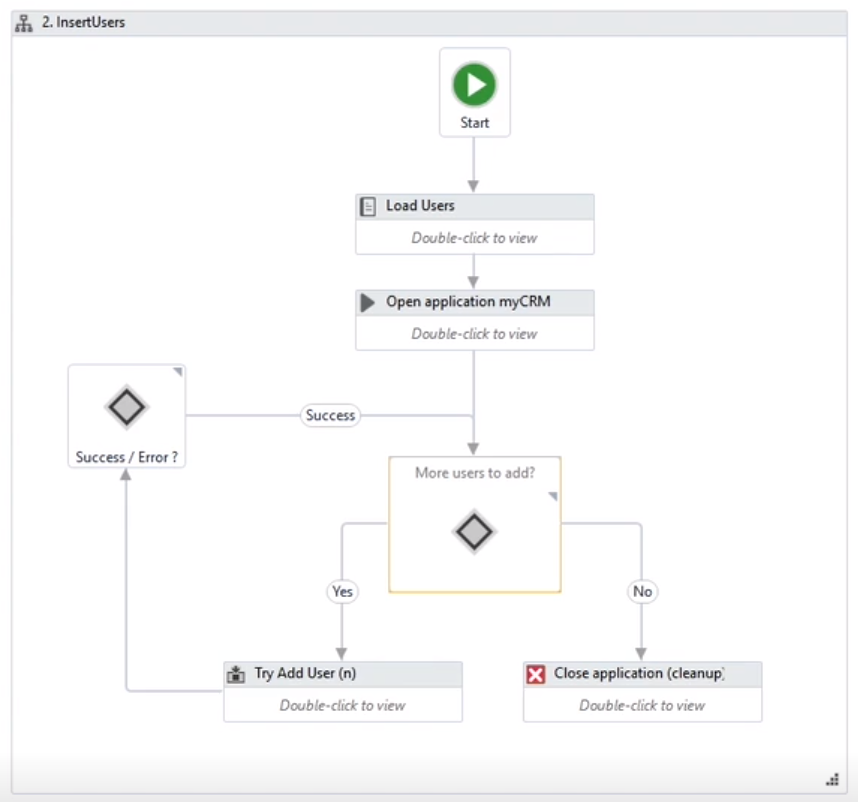 2. InsertUsers
Start
Load Users
Double-click to view
Open application myCRM
Double-click to view
Success
Success / Error ?
More users to add?
Yes
No
Try Add User (n)
Double-click to view
Close application (cleanup)
Double-click to view